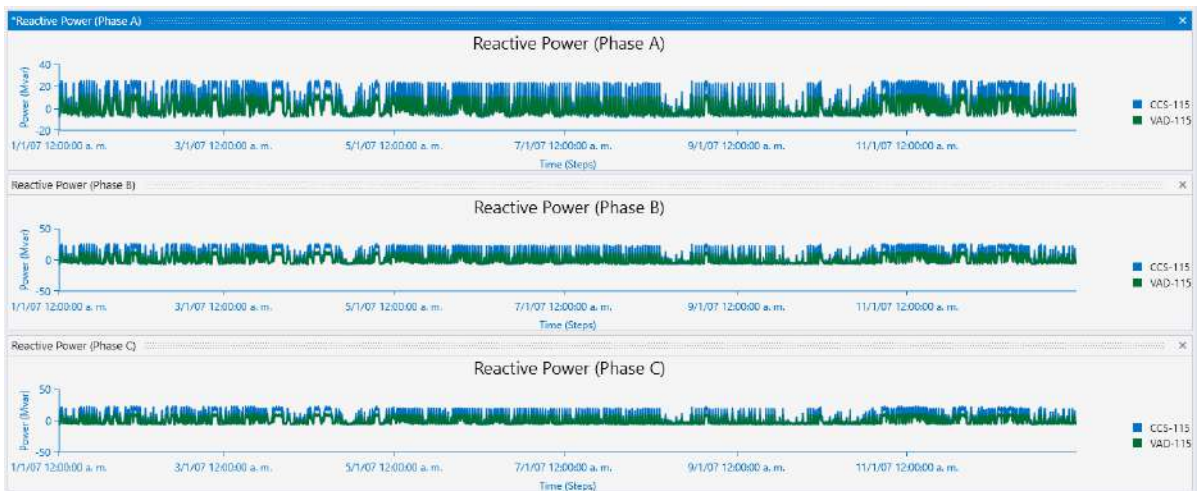 *Reactive Power (Phase A)
Reactive Power (Phase A)
Power (Mvar)
40
20
0
-20
1/1/07 12:00:00 a. m. 3/1/07 12:00:00 a. m. 5/1/07 12:00:00 a. m. 7/1/07 12:00:00 a. m. 9/1/07 12:00:00 a. m. 11/1/07 12:00:00 a. m.
Time (Steps)
CCS-115
VAD-115
Reactive Power (Phase B)
Reactive Power (Phase B)
Power (Mvar)
50
0
-50
1/1/07 12:00:00 a. m. 3/1/07 12:00:00 a. m. 5/1/07 12:00:00 a. m. 7/1/07 12:00:00 a. m. 9/1/07 12:00:00 a. m. 11/1/07 12:00:00 a. m.
Time (Steps)
CCS-115
VAD-115
Reactive Power (Phase C)
Reactive Power (Phase C)
Power (Mvar)
50
0
-50
1/1/07 12:00:00 a. m. 3/1/07 12:00:00 a. m. 5/1/07 12:00:00 a. m. 7/1/07 12:00:00 a. m. 9/1/07 12:00:00 a. m. 11/1/07 12:00:00 a. m.
Time (Steps)
CCS-115
VAD-115